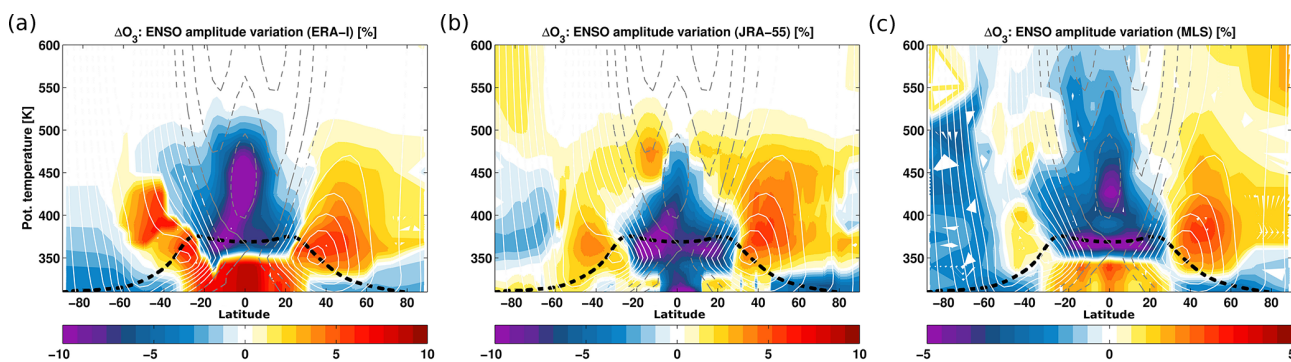 (a)
ΔO3: ENSO amplitude variation (ERA-I) [%]
Pot. temperature [K]
600
550
500
450
400
350
−80 −60 −40 −20 0 20 40 60 80
Latitude
−10 −5 0 5 10
(b)
ΔO3: ENSO amplitude variation (JRA-55) [%]
600
550
500
450
400
350
−80 −60 −40 −20 0 20 40 60 80
Latitude
−10 −5 0 5 10
(c)
ΔO3: ENSO amplitude variation (MLS) [%]
600
550
500
450
400
350
−80 −60 −40 −20 0 20 40 60 80
Latitude
−5 0 5